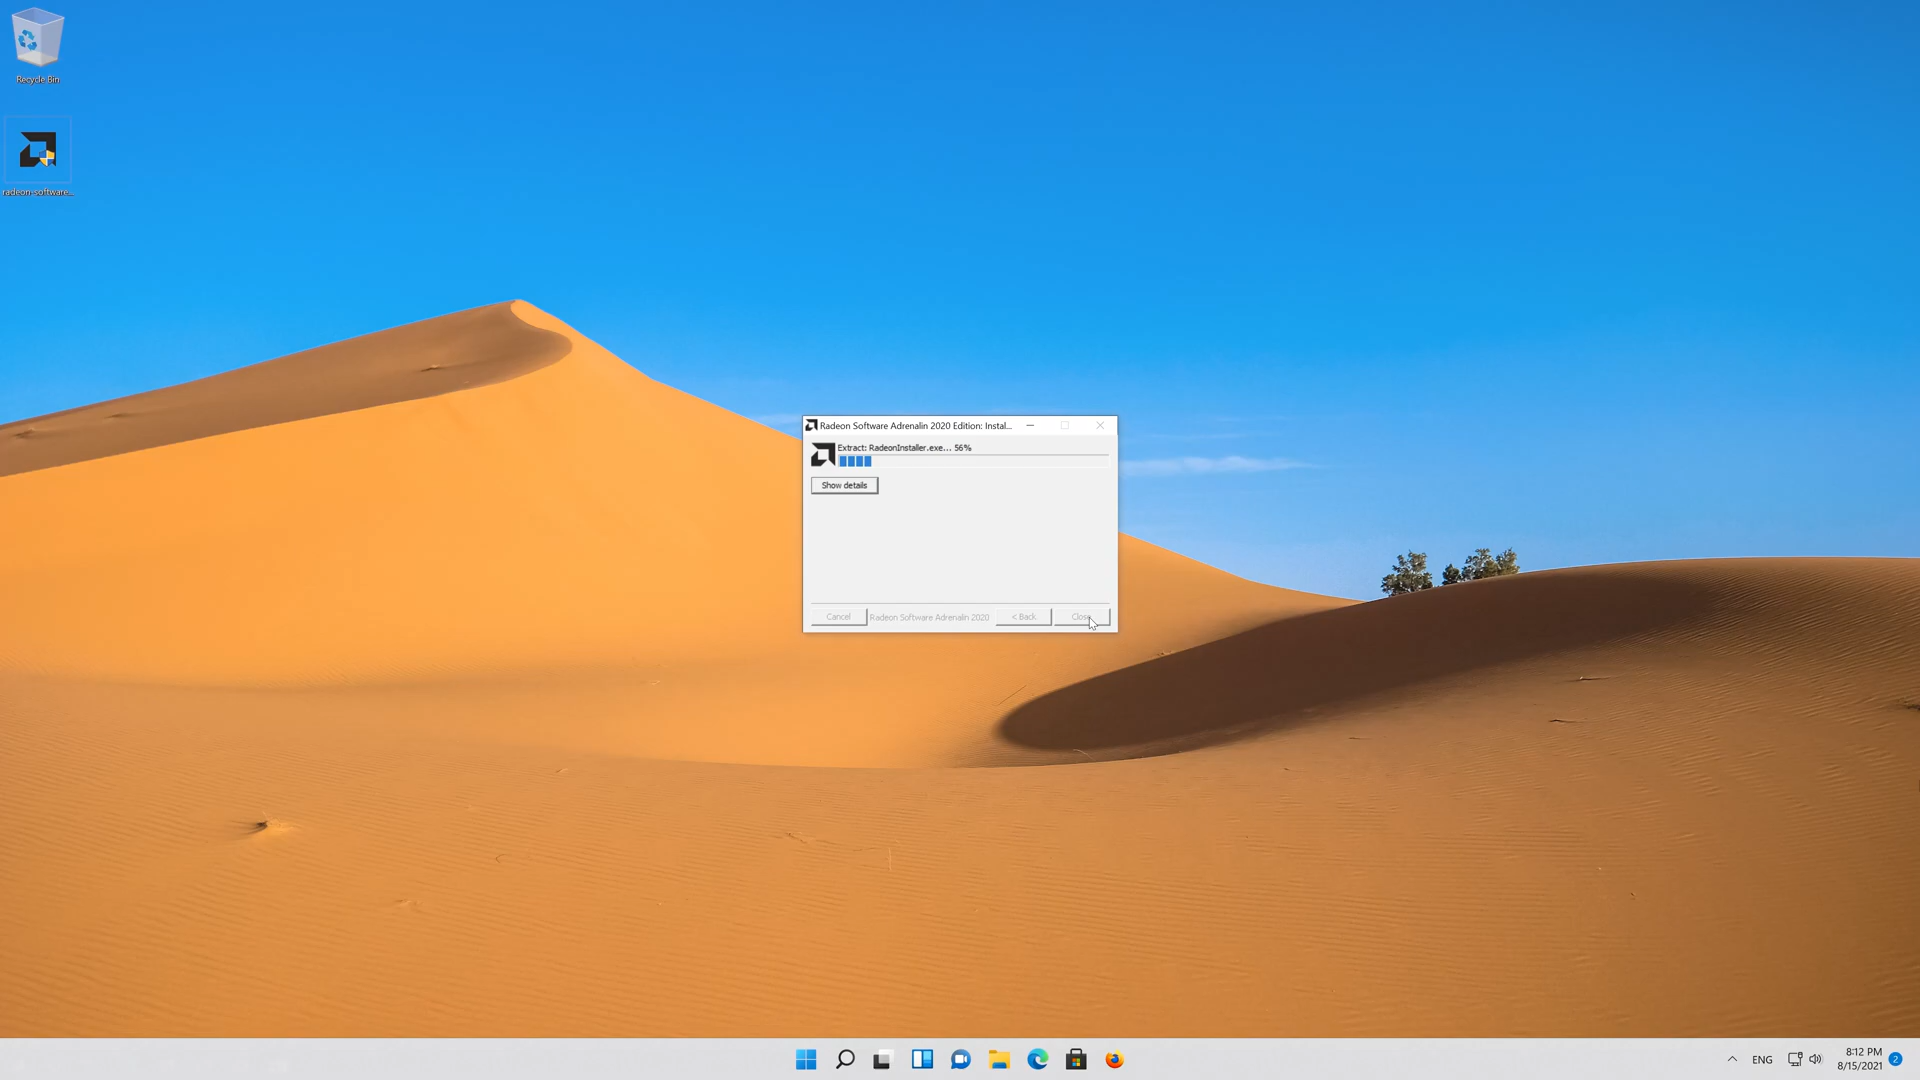 Recycle Bin
radeon-software...
Radeon Software Adrenalin 2020 Edition: Instal...
Extract: RadeonInstaller.exe... 56%
Show details
Cancel
Radeon Software Adrenalin 2020
< Back
Close
ENG
8:12 PM
8/15/2021
2